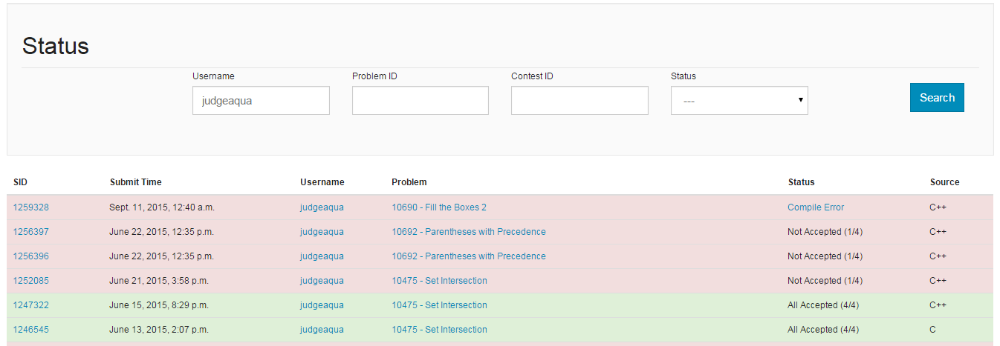 Status
Username Problem ID Contest ID Status
judgeaqua --- Search
SID Submit Time Username Problem Status Source
1259328 Sept. 11, 2015, 12:40 a.m. judgeaqua 10690 - Fill the Boxes 2 Compile Error C++
1256397 June 22, 2015, 12:35 p.m. judgeaqua 10692 - Parentheses with Precedence Not Accepted (1/4) C++
1256396 June 22, 2015, 12:35 p.m. judgeaqua 10692 - Parentheses with Precedence Not Accepted (1/4) C++
1252085 June 21, 2015, 3:58 p.m. judgeaqua 10475 - Set Intersection Not Accepted (1/4) C++
1247322 June 15, 2015, 8:29 p.m. judgeaqua 10475 - Set Intersection All Accepted (4/4) C++
1246545 June 13, 2015, 2:07 p.m. judgeaqua 10475 - Set Intersection All Accepted (4/4) C